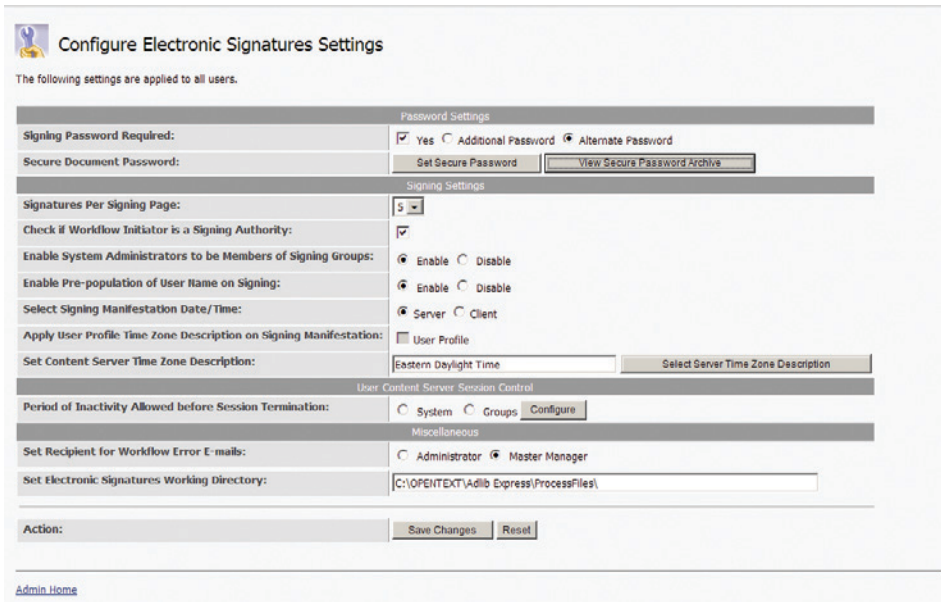 Configure Electronic Signatures Settings
The following settings are applied to all users.
Password Settings
Signing Password Required: Yes Additional Password Alternate Password
Secure Document Password: Set Secure Password View Secure Password Archive
Signing Settings
Signatures Per Signing Page: 5
Check if Workflow Initiator is a Signing Authority:
Enable System Administrators to be Members of Signing Groups: Enable Disable
Enable Pre-population of User Name on Signing: Enable Disable
Select Signing Manifestation Date/Time: Server Client
Apply User Profile Time Zone Description on Signing Manifestation: User Profile
Set Content Server Time Zone Description: Eastern Daylight Time Select Server Time Zone Description
User Content Server Session Control
Period of Inactivity Allowed before Session Termination: System Groups Configure
Miscellaneous
Set Recipient for Workflow Error E-mails: Administrator Master Manager
Set Electronic Signatures Working Directory: C:\OPENTEXT\Adlib Express\ProcessFiles\
Action: Save Changes Reset
Admin Home